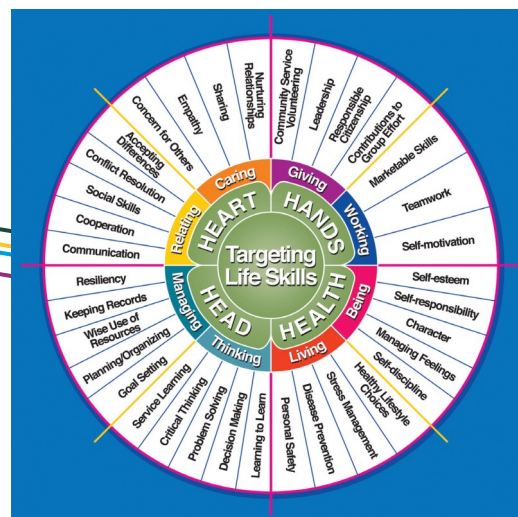 Targeting
Life Skills
HEART
HANDS
HEALTH
HEAD
Caring
Giving
Working
Being
Living
Thinking
Managing
Relating
Community Service
Volunteering
Leadership
Responsible
Citizenship
Contributions to
Group Effort
Marketable Skills
Teamwork
Self-motivation
Self-esteem
Self-responsibility
Character
Managing Feelings
Self-discipline
Healthy Lifestyle
Choices
Stress Management
Disease Prevention
Personal Safety
Learning to Learn
Decision Making
Problem Solving
Critical Thinking
Service Learning
Goal Setting
Planning/Organizing
Wise Use of
Resources
Keeping Records
Resiliency
Communication
Cooperation
Social Skills
Conflict Resolution
Accepting
Differences
Concern for Others
Empathy
Sharing
Nurturing
Relationships